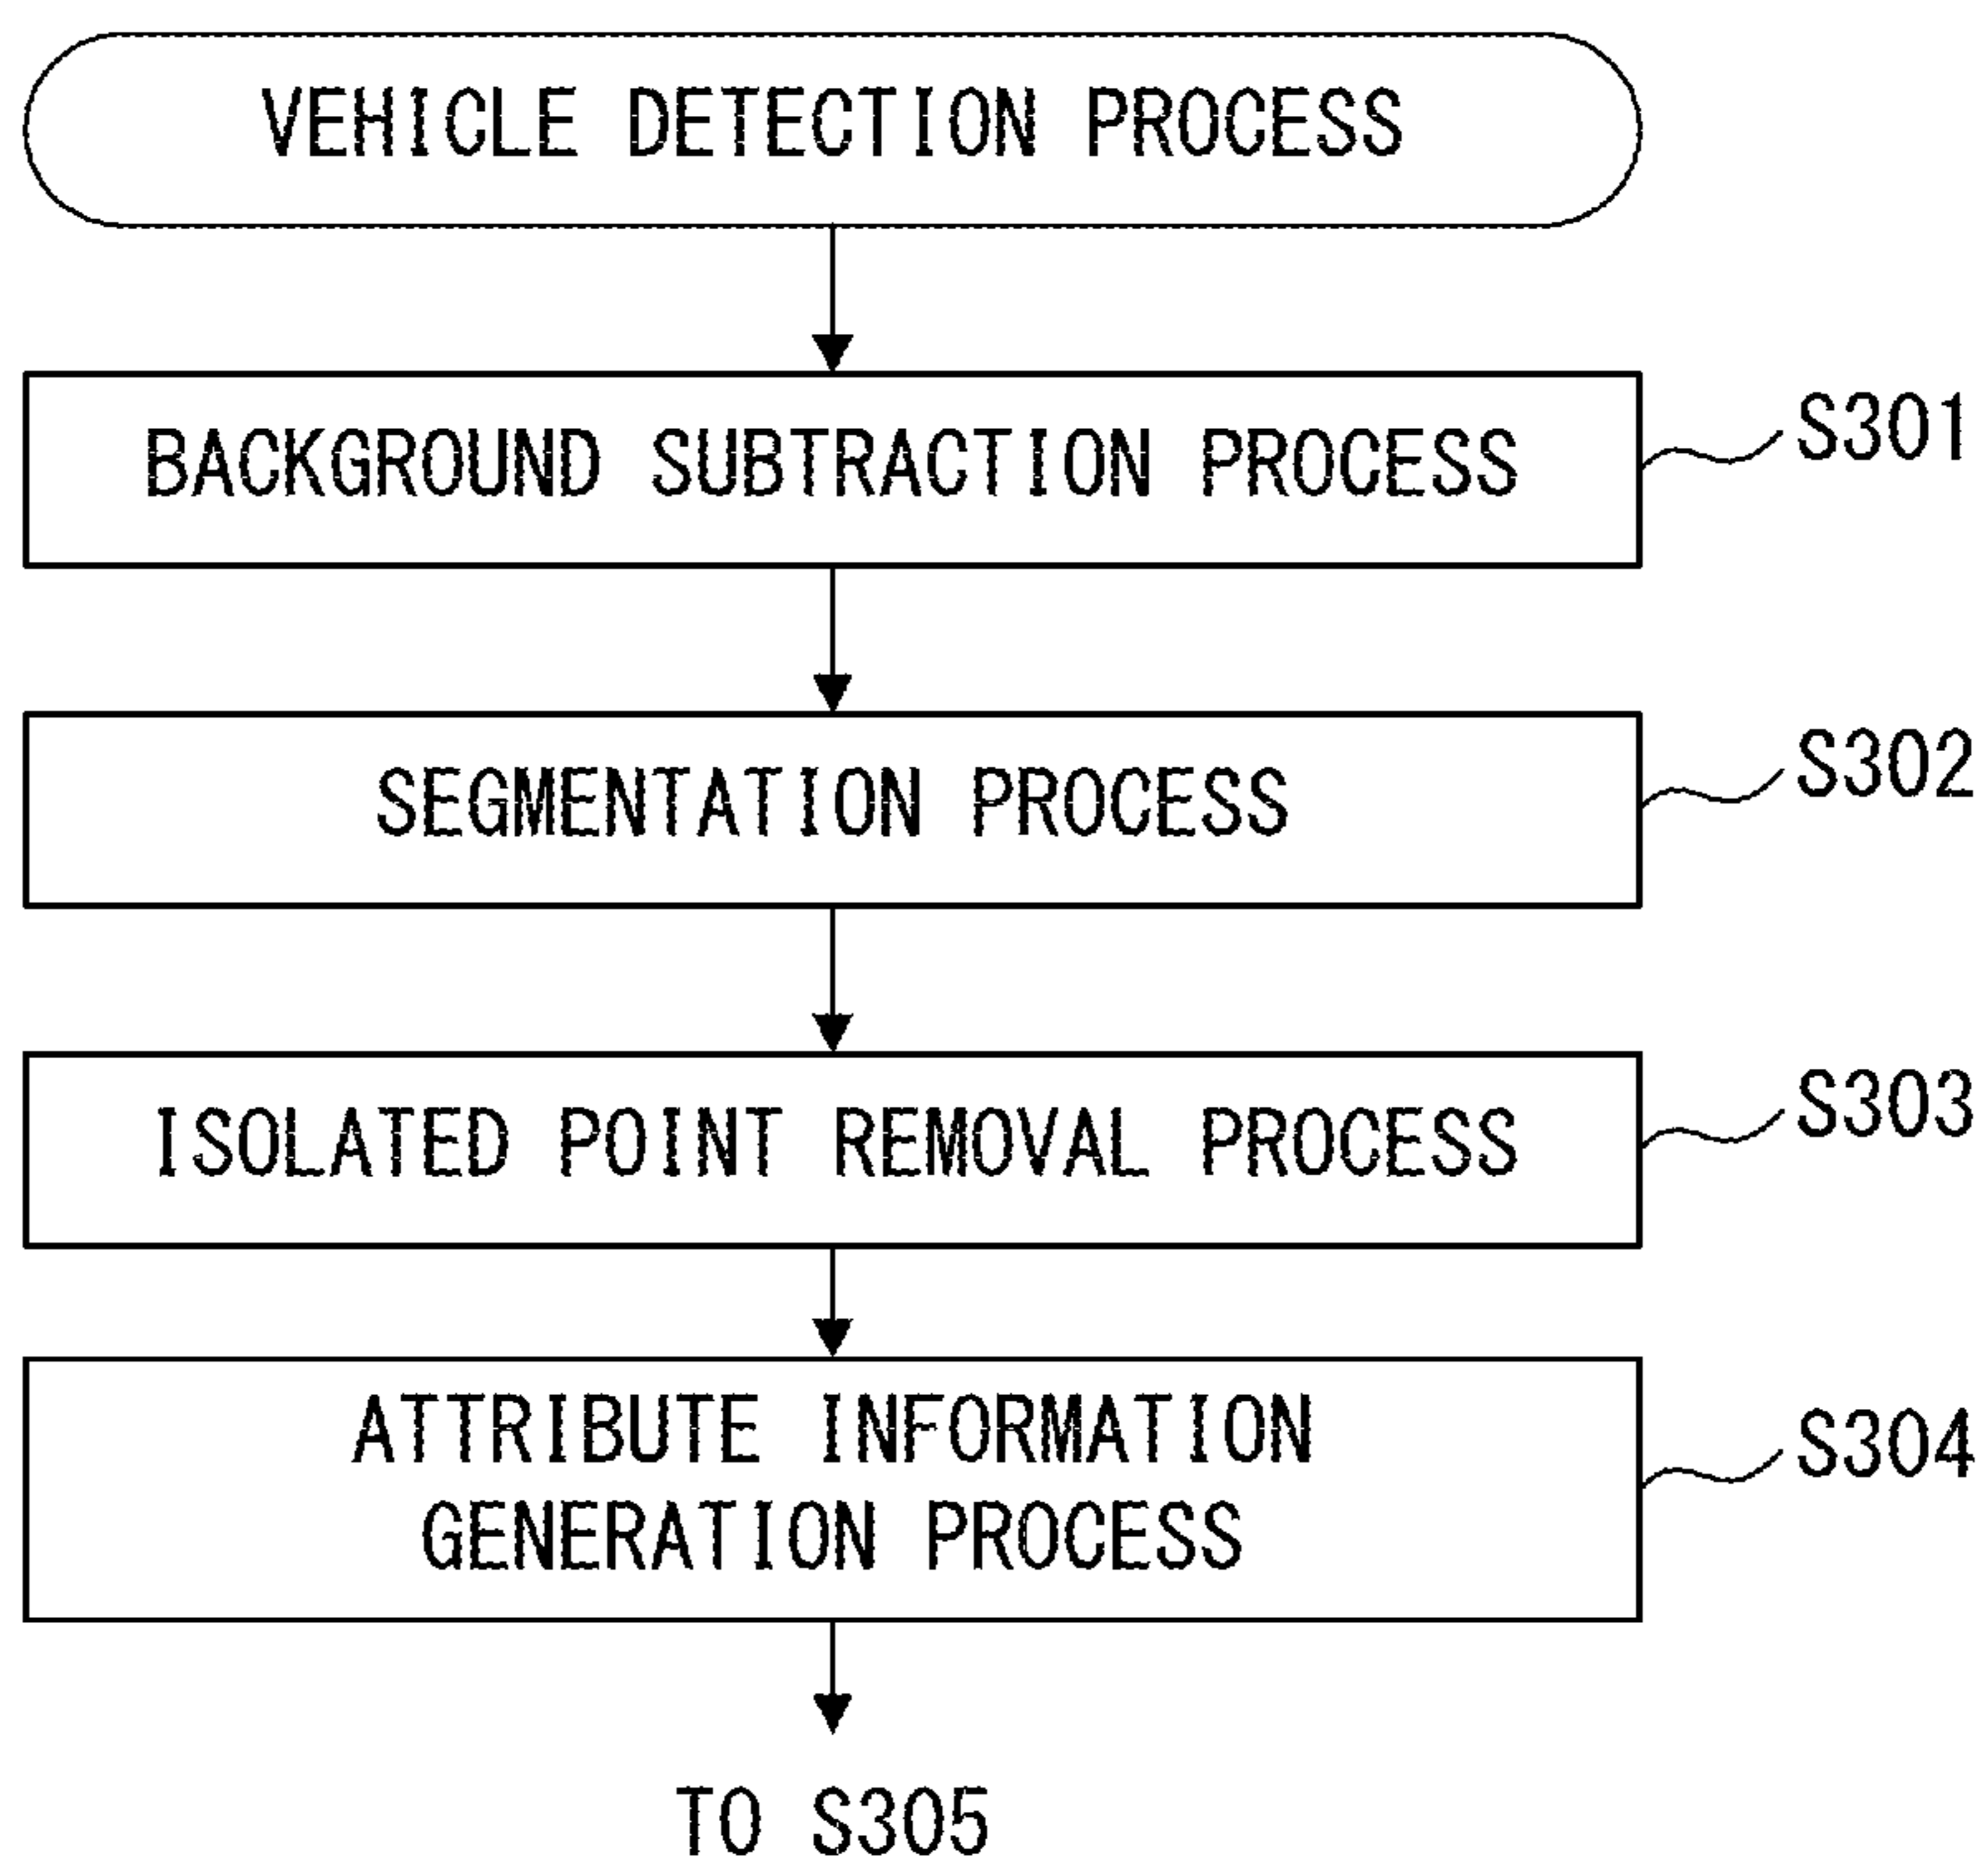 VEHICLE DETECTION PROCESS
BACKGROUND SUBTRACTION PROCESS
S301
SEGMENTATION PROCESS
S302
ISOLATED POINT REMOVAL PROCESS
S303
ATTRIBUTE INFORMATION
GENERATION PROCESS
S304
TO S305